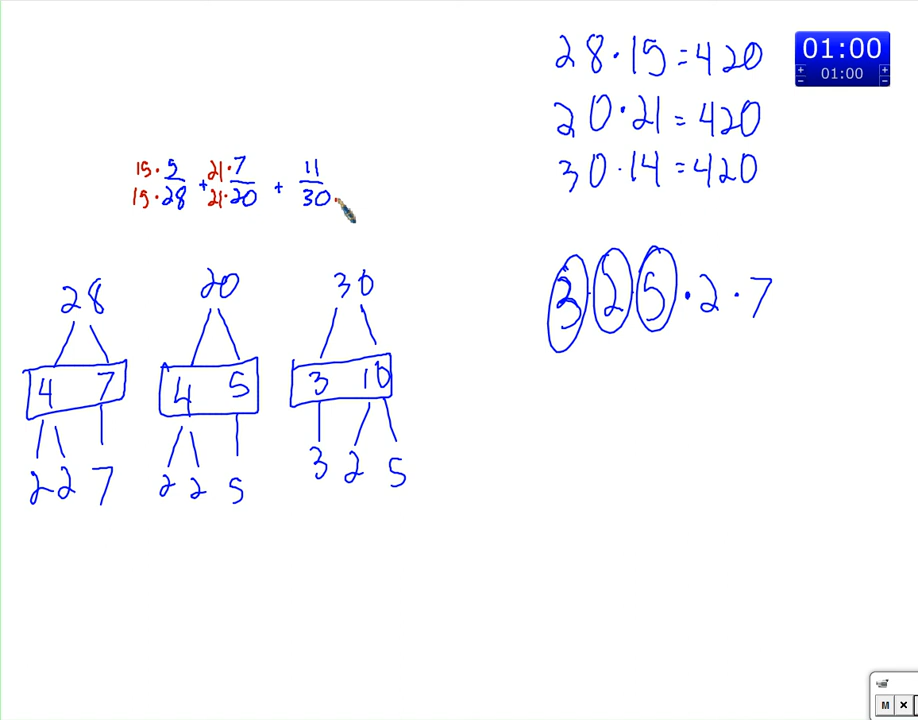 28·15=420
20·21=420
30·14=420
01:00
01:00
15·5/15·28 + 21·7/21·20 + 11/30·
3·2·5·2·7
28 20 30
4 7 4 5 3 10
2 2 7 2 2 5 3 2 5
M